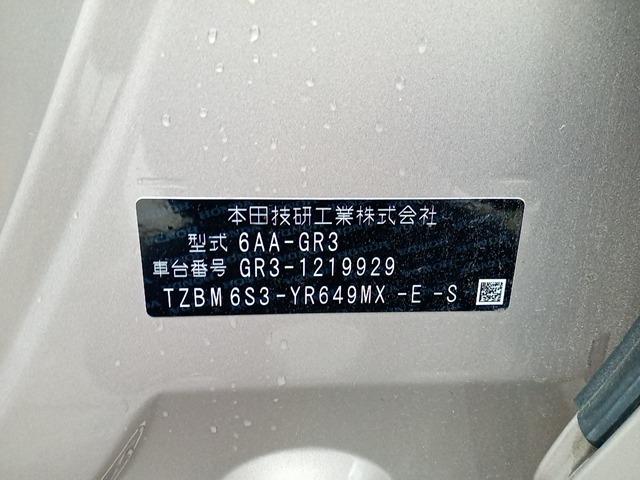 本田技研工業株式会社
型式 6AA-GR3
車台番号 GR3-1219929
TZBM6S3-YR649MX-E-S